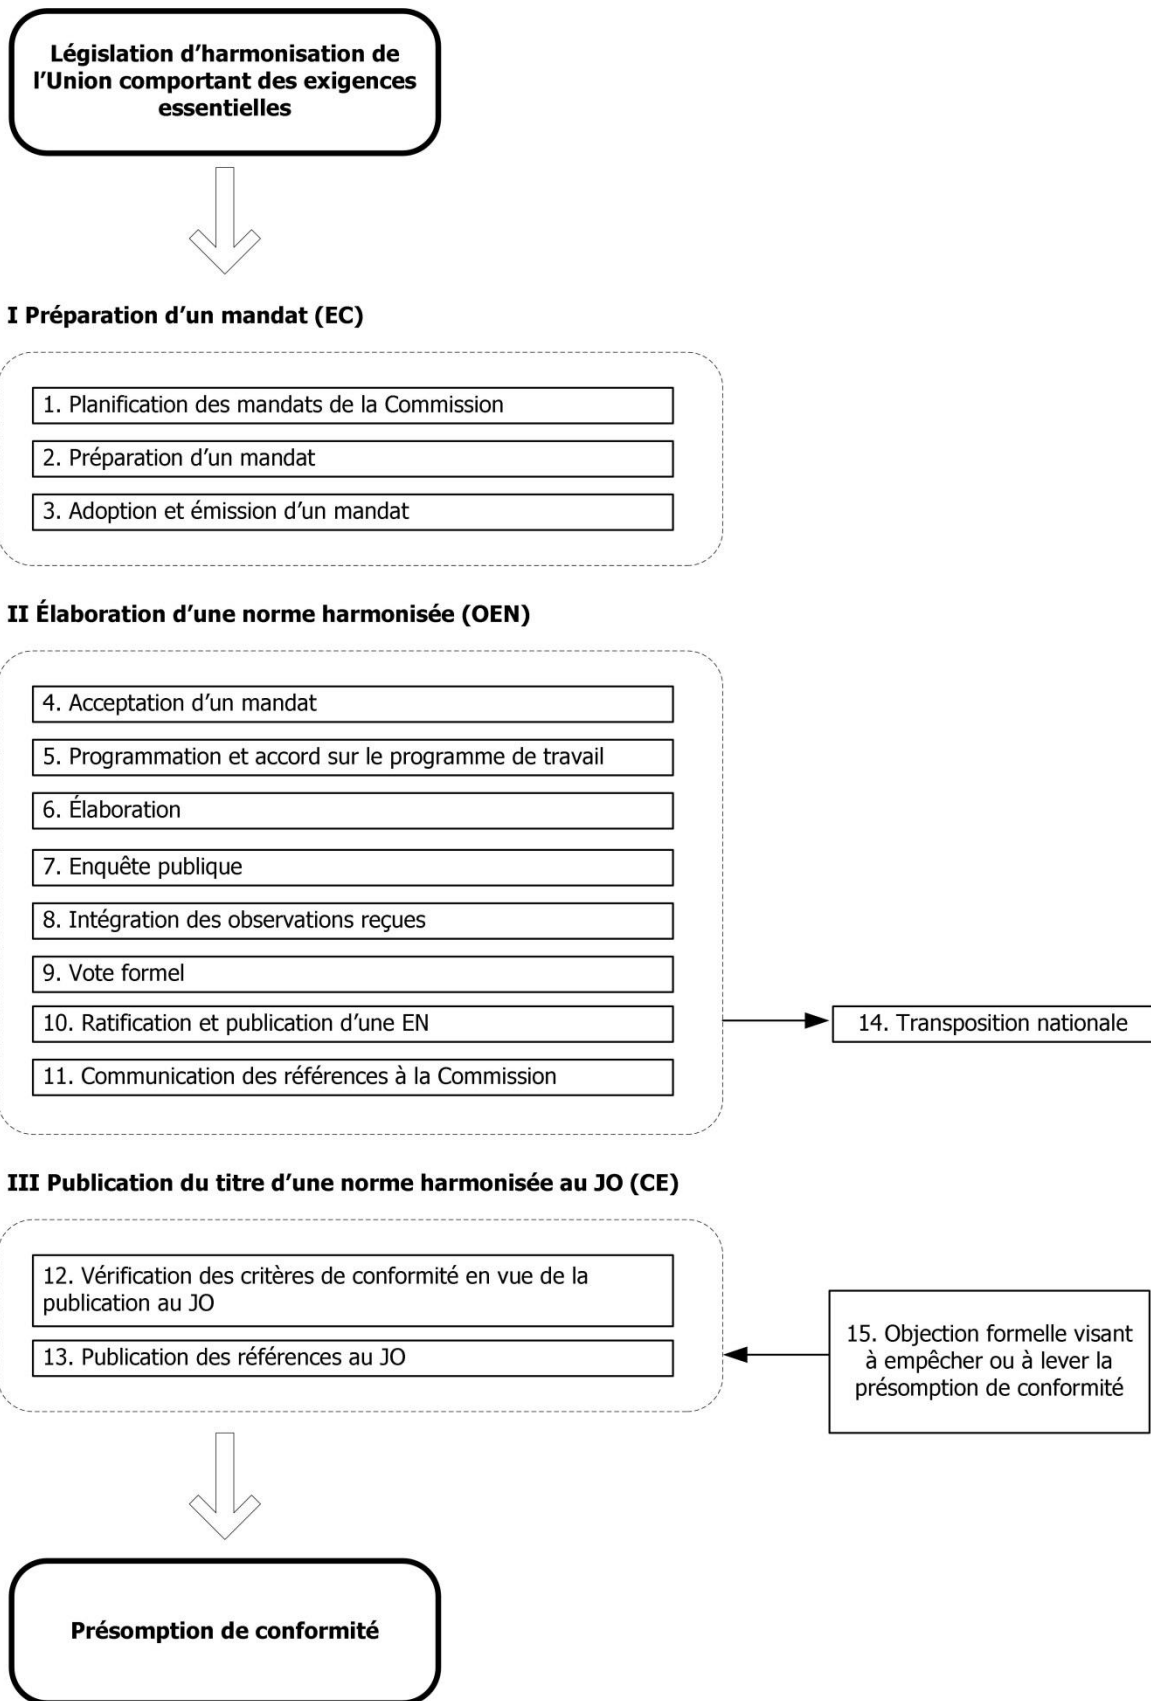 Législation d’harmonisation de
l’Union comportant des exigences
essentielles
I Préparation d’un mandat (EC)
1. Planification des mandats de la Commission
2. Préparation d’un mandat
3. Adoption et émission d’un mandat
II Élaboration d’une norme harmonisée (OEN)
4. Acceptation d’un mandat
5. Programmation et accord sur le programme de travail
6. Élaboration
7. Enquête publique
8. Intégration des observations reçues
9. Vote formel
10. Ratification et publication d’une EN
14. Transposition nationale
11. Communication des références à la Commission
III Publication du titre d’une norme harmonisée au JO (CE)
12. Vérification des critères de conformité en vue de la
publication au JO
13. Publication des références au JO
15. Objection formelle visant
à empêcher ou à lever la
présomption de conformité
Présomption de conformité